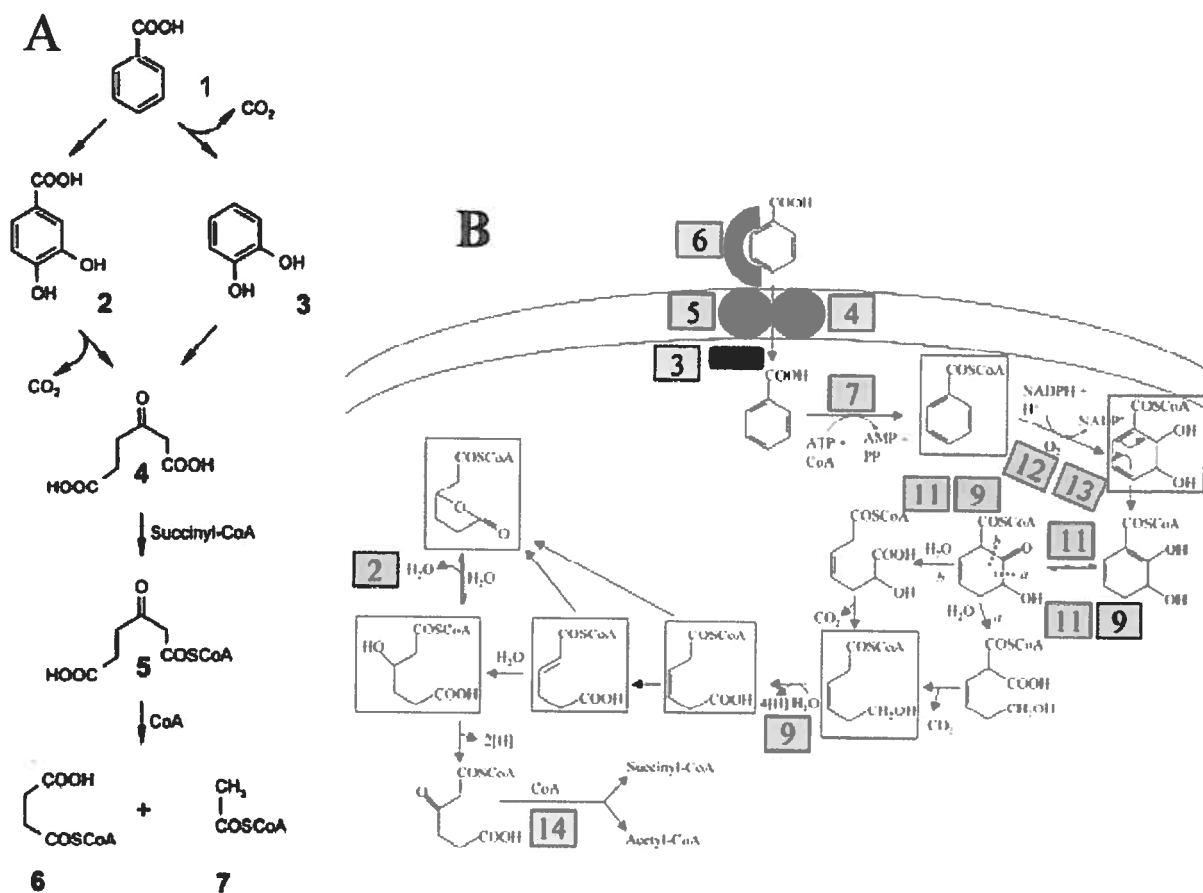 A
COOH
1
CO₂
COOH
OH
OH
2
OH
OH
3
CO₂
O
COOH
HOOC
4
Succinyl-CoA
O
COSCoA
HOOC
5
CoA
COOH
COSCoA
6
+
CH₃
COSCoA
7
B
COOH
6
5
4
3
COOH
7
ATP
CoA
AMP
PP
COSCoA
NADPH +
H⁺
NADP
O₂
12
13
COSCoA
OH
OH
COSCoA
OH
OH
11
11
9
11
9
COSCoA
O
OH
b
a
H₂O
b
H₂O
a
COSCoA
COOH
OH
CO₂
COSCoA
COOH
CH₂OH
CO₂
COSCoA
CH₂OH
4[H]
H₂O
9
COSCoA
COOH
COSCoA
COOH
H₂O
COSCoA
HO
COOH
COSCoA
O
O
2
H₂O
H₂O
2[H]
COSCoA
O
COOH
CoA
14
Succinyl-CoA
Acetyl-CoA